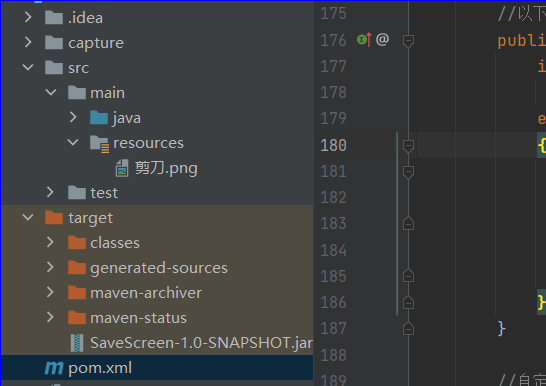 .idea
capture
src
main
java
resources
剪刀.png
test
target
classes
generated-sources
maven-archiver
maven-status
SaveScreen-1.0-SNAPSHOT.jar
pom.xml
175 //以下
176 @ publi
177 i
178
179 e
180 {
181
182
183
184
185
186 }
187 }
188
189 //自定